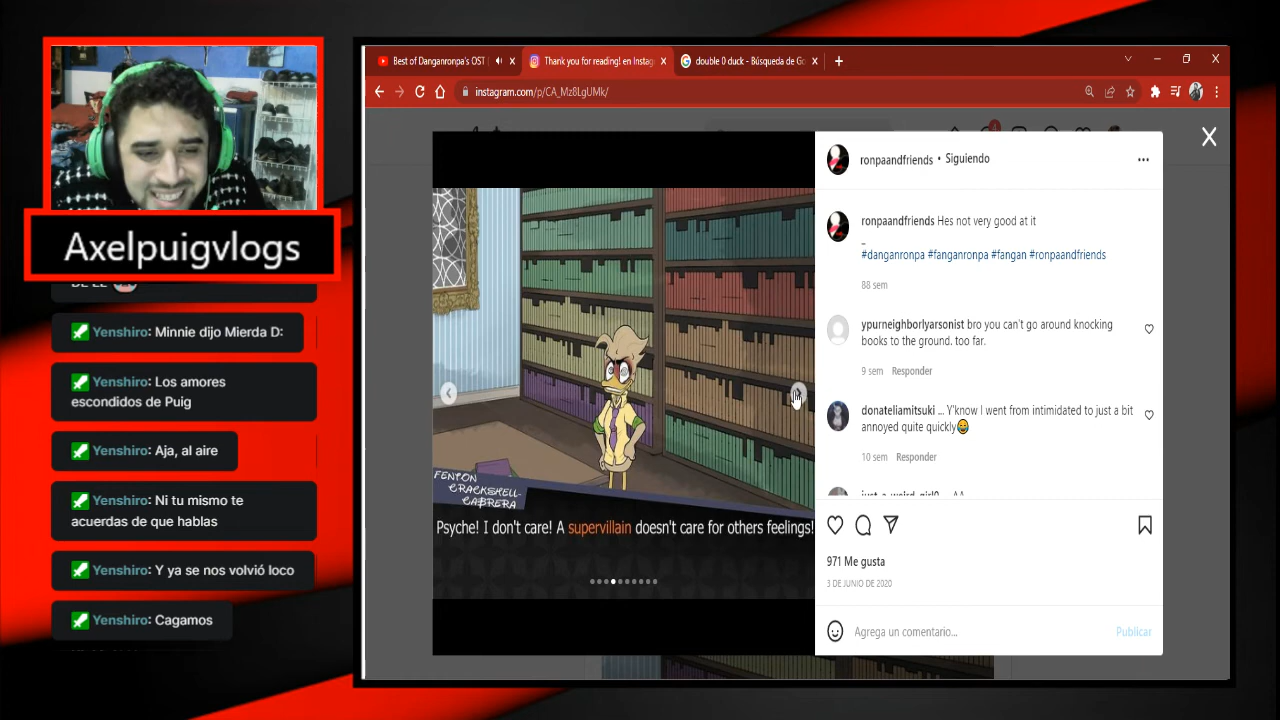 Axelpuigvlogs
Yenshiro: Minnie dijo Mierda D:
Yenshiro: Los amores
escondidos de Puig
Yenshiro: Aja, al aire
Yenshiro: Ni tu mismo te
acuerdas de que hablas
Yenshiro: Y ya se nos volvió loco
Yenshiro: Cagamos
Best of Danganronpa's OST
Thank you for reading! en Instag
double 0 duck - Búsqueda de Go
instagram.com/p/CA_Mz8LgUMk/
FENTON
CRACKSHELL-
CABRERA
Psyche! I don't care! A supervillain doesn't care for others feelings!
ronpaandfriends • Siguiendo
ronpaandfriends Hes not very good at it
_
#danganronpa #fanganronpa #fangan #ronpaandfriends
88 sem
ypurneighborlyarsonist bro you can't go around knocking
books to the ground. too far.
9 sem Responder
donateliamitsuki ... Y'know I went from intimidated to just a bit
annoyed quite quickly😂
10 sem Responder
971 Me gusta
3 DE JUNIO DE 2020
Agrega un comentario...
Publicar